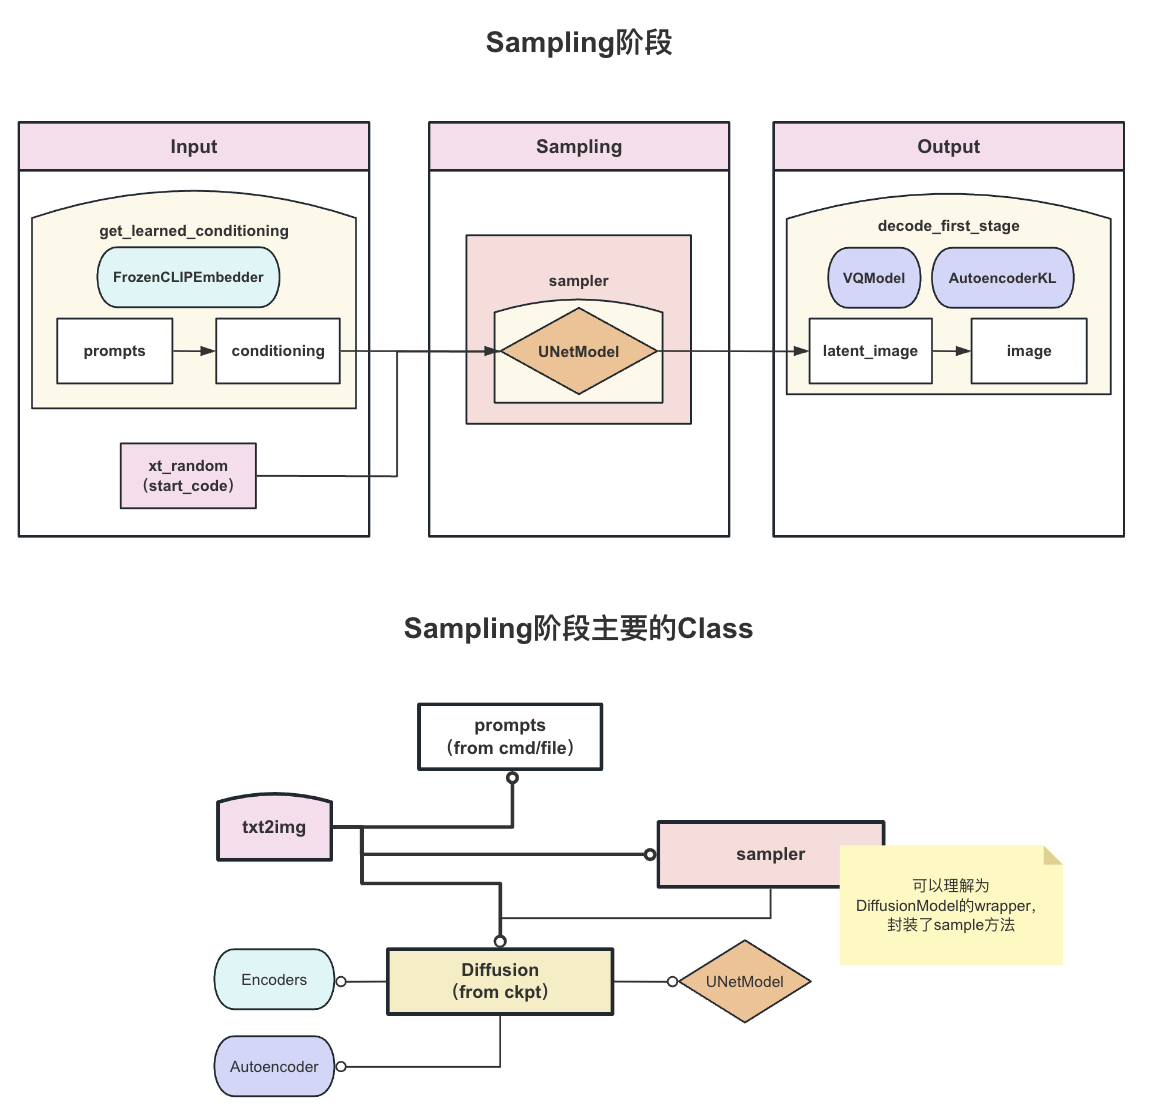 Sampling阶段
Input
Sampling
Output
get_learned_conditioning
FrozenCLIPEmbedder
prompts
conditioning
xt_random
（start_code）
sampler
UNetModel
decode_first_stage
VQModel
AutoencoderKL
latent_image
image
Sampling阶段主要的Class
prompts
（from cmd/file）
txt2img
sampler
可以理解为
DiffusionModel的wrapper，
封装了sample方法
Encoders
Diffusion
（from ckpt）
UNetModel
Autoencoder